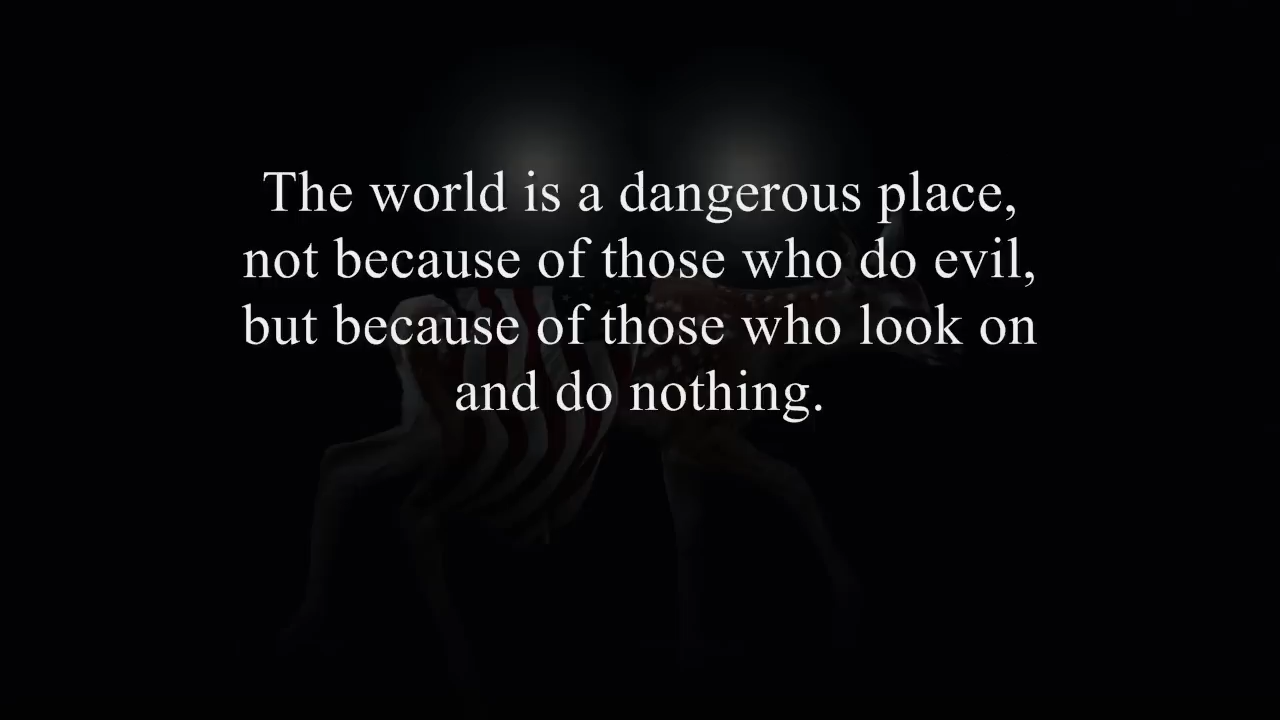 The world is a dangerous place,
not because of those who do evil,
but because of those who look on
and do nothing.